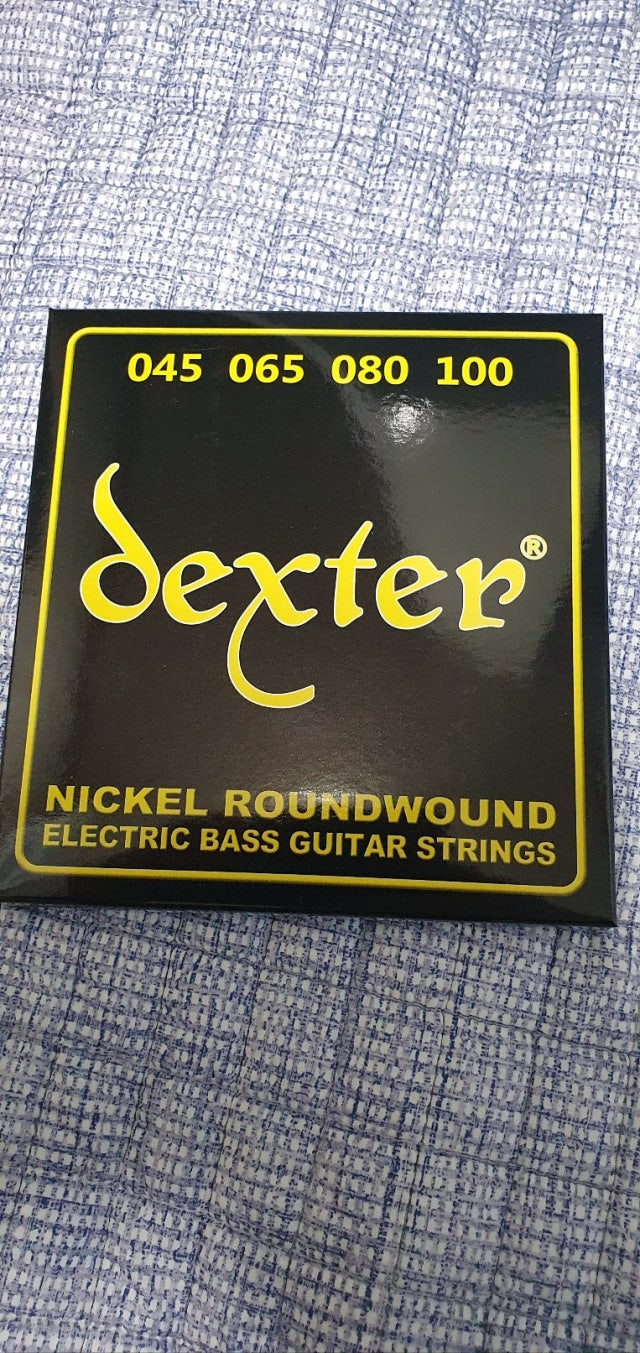 045 065 080 100
dexter®
NICKEL ROUNDWOUND
ELECTRIC BASS GUITAR STRINGS